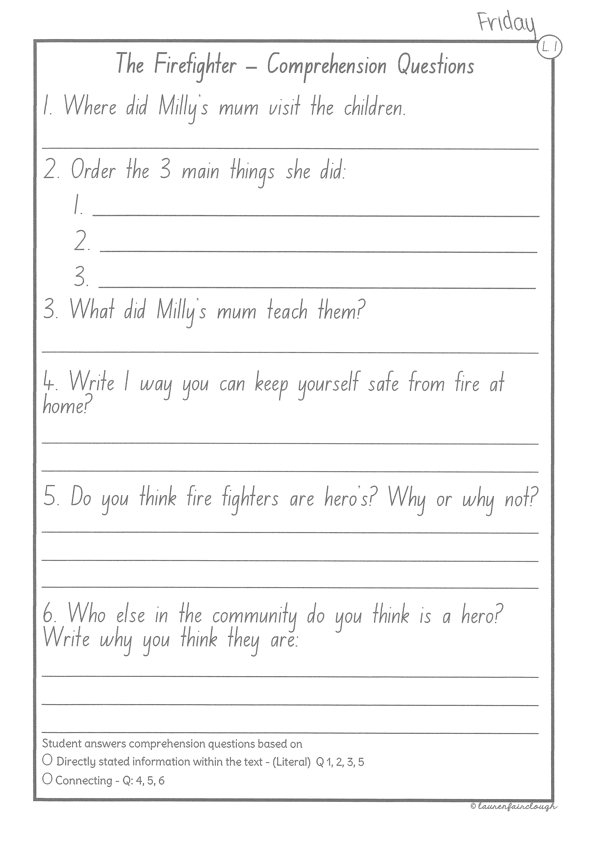 Friday
L 1
The Firefighter – Comprehension Questions
1. Where did Milly's mum visit the children.
2. Order the 3 main things she did:
1.
2.
3.
3. What did Milly's mum teach them?
4. Write 1 way you can keep yourself safe from fire at
home?
5. Do you think fire fighters are hero's? Why or why not?
6. Who else in the community do you think is a hero?
Write why you think they are:
Student answers comprehension questions based on
O Directly stated information within the text - (Literal) Q 1, 2, 3, 5
O Connecting - Q: 4, 5, 6
© laurenfairclough